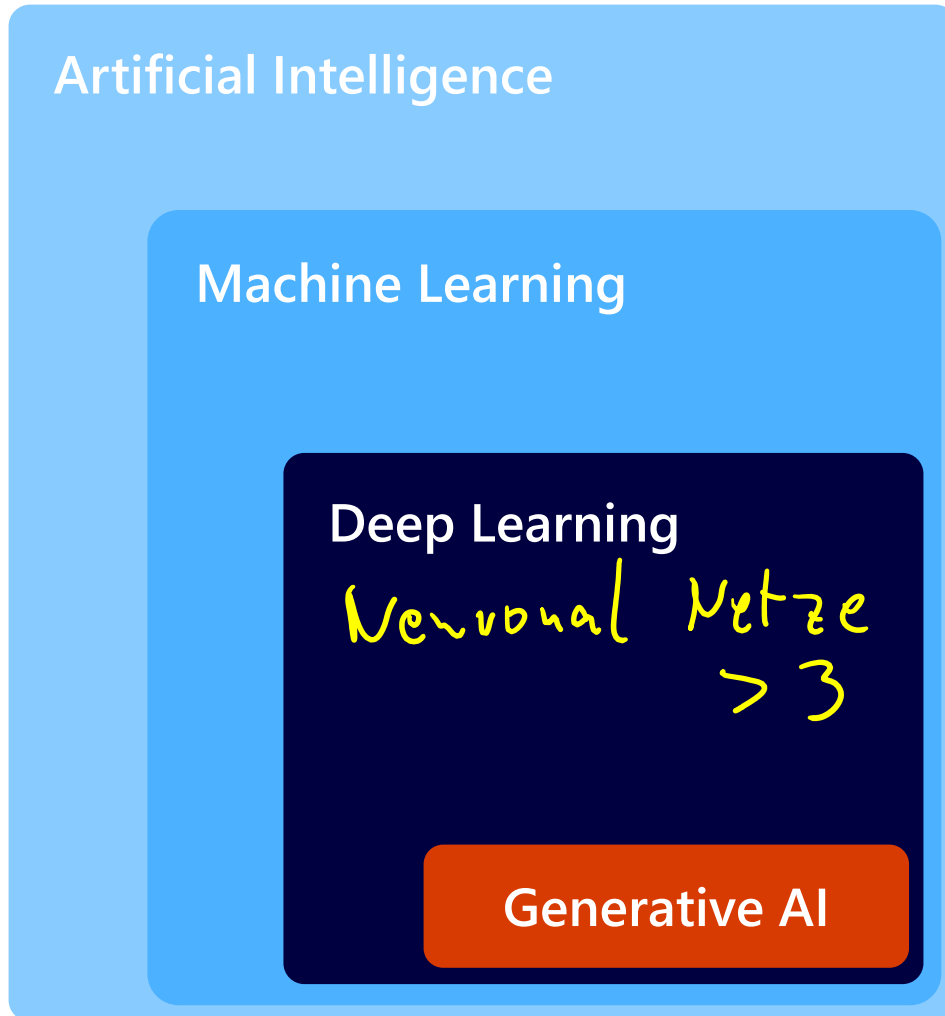 Artificial Intelligence
Machine Learning
Deep Learning
Neuronal Netze
> 3
Generative AI